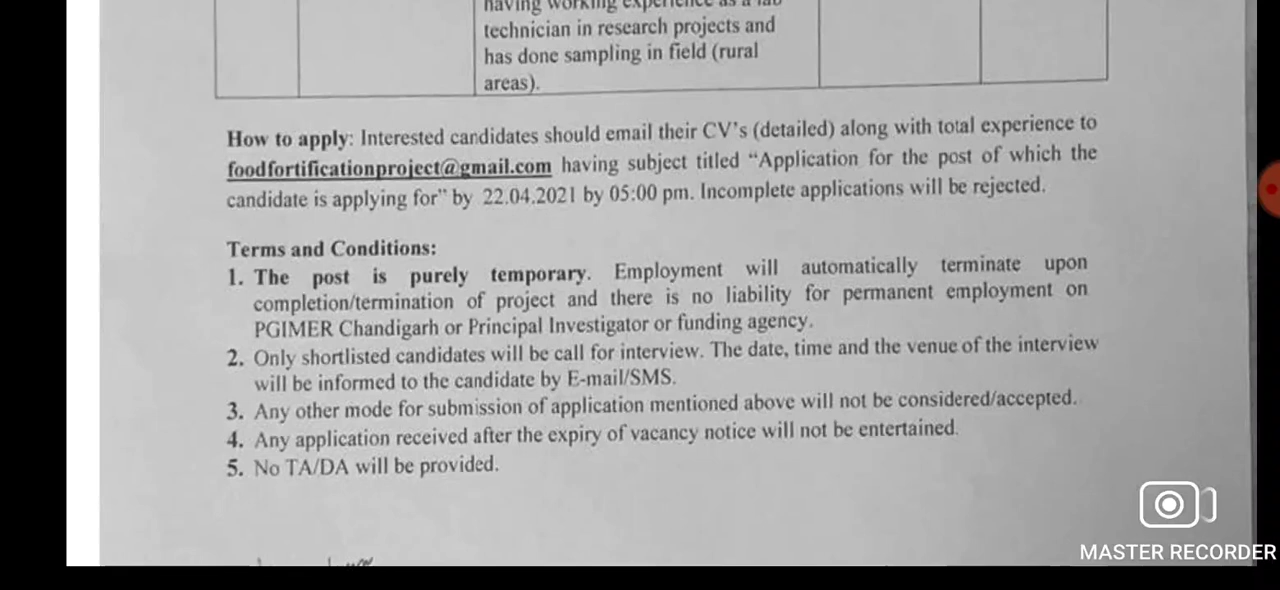 having working experience as a lab
technician in research projects and
has done sampling in field (rural
areas).
How to apply: Interested candidates should email their CV's (detailed) along with total experience to
foodfortificationproject@gmail.com having subject titled "Application for the post of which the
candidate is applying for" by 22.04.2021 by 05:00 pm. Incomplete applications will be rejected.
Terms and Conditions:
1. The post is purely temporary. Employment will automatically terminate upon
completion/termination of project and there is no liability for permanent employment on
PGIMER Chandigarh or Principal Investigator or funding agency.
2. Only shortlisted candidates will be call for interview. The date, time and the venue of the interview
will be informed to the candidate by E-mail/SMS.
3. Any other mode for submission of application mentioned above will not be considered/accepted.
4. Any application received after the expiry of vacancy notice will not be entertained.
5. No TA/DA will be provided.
MASTER RECORDER